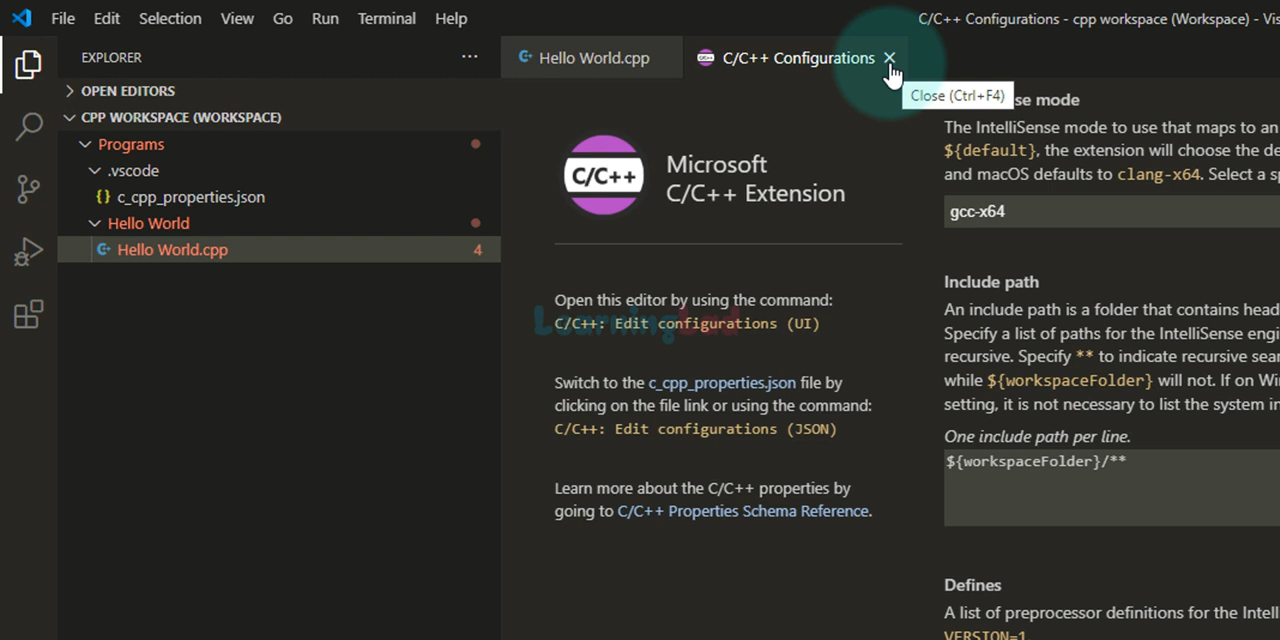 File Edit Selection View Go Run Terminal Help
C/C++ Configurations - cpp workspace (Workspace) - Vis
EXPLORER ···
OPEN EDITORS
CPP WORKSPACE (WORKSPACE)
Programs
.vscode
{} c_cpp_properties.json
Hello World
Hello World.cpp 4
Hello World.cpp
C/C++ Configurations
Close (Ctrl+F4)
C/C++
Microsoft
C/C++ Extension
Open this editor by using the command:
C/C++: Edit configurations (UI)
LearningLad
Switch to the c_cpp_properties.json file by
clicking on the file link or using the command:
C/C++: Edit configurations (JSON)
Learn more about the C/C++ properties by
going to C/C++ Properties Schema Reference.
se mode
The IntelliSense mode to use that maps to an
${default}, the extension will choose the de
and macOS defaults to clang-x64. Select a sp
gcc-x64
Include path
An include path is a folder that contains head
Specify a list of paths for the IntelliSense engi
recursive. Specify ** to indicate recursive sear
while ${workspaceFolder} will not. If on Win
setting, it is not necessary to list the system in
One include path per line.
${workspaceFolder}/**
Defines
A list of preprocessor definitions for the Intell
VERSION=1